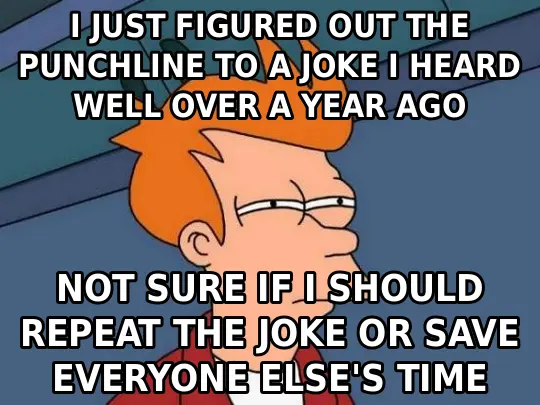 I JUST FIGURED OUT THE
PUNCHLINE TO A JOKE I HEARD
WELL OVER A YEAR AGO
NOT SURE IF I SHOULD
REPEAT THE JOKE OR SAVE
EVERYONE ELSE'S TIME